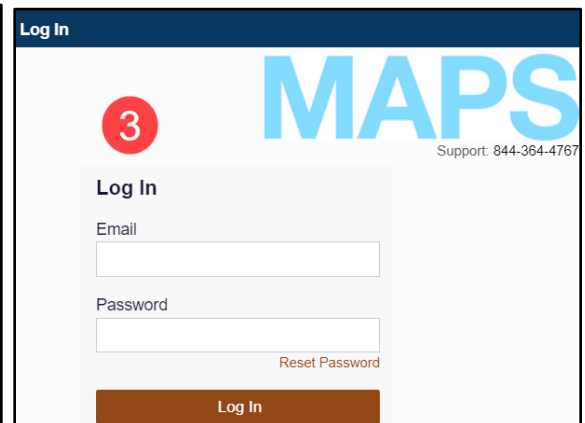 Log In
MAPS
3
Support: 844-364-4767
Log In
Email
Password
Reset Password
Log In